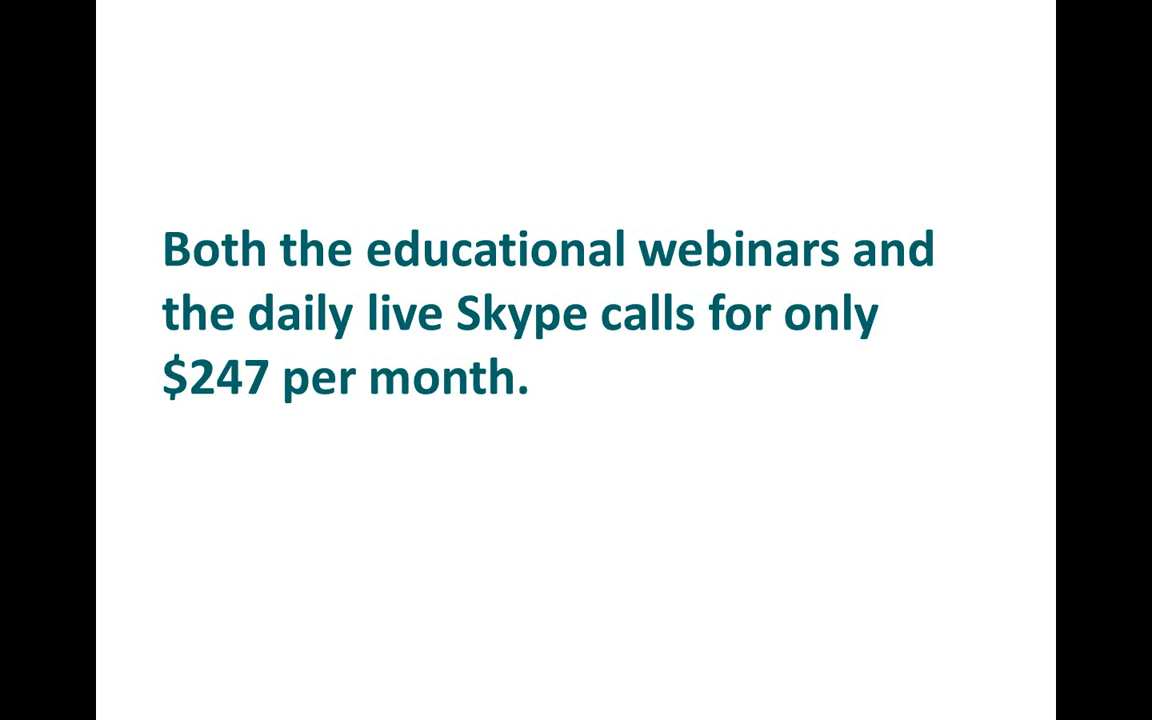 Both the educational webinars and
the daily live Skype calls for only
$247 per month.